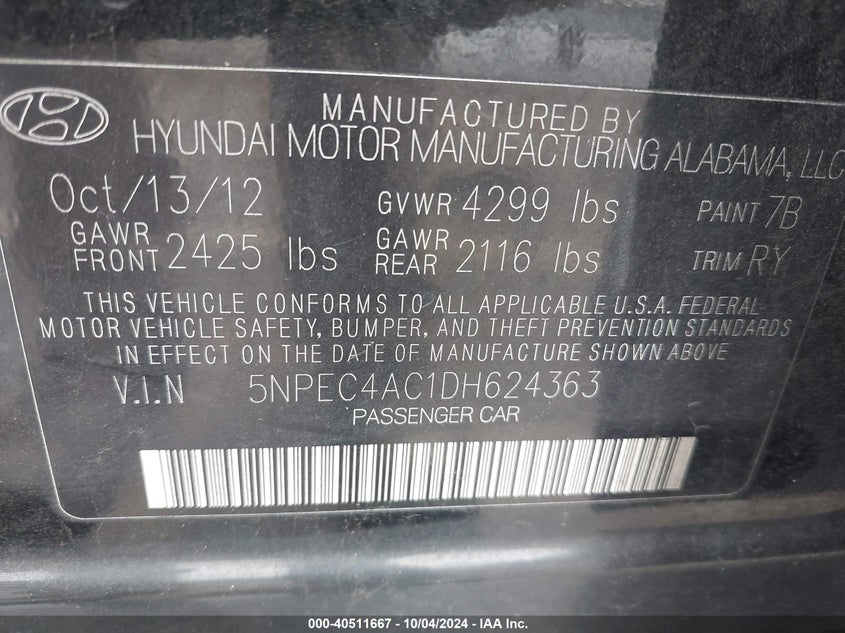 MANUFACTURED BY
HYUNDAI MOTOR MANUFACTURING ALABAMA, LLC
Oct/13/12 GVWR 4299 lbs PAINT 7B
GAWR FRONT 2425 lbs GAWR REAR 2116 lbs TRIM RY
THIS VEHICLE CONFORMS TO ALL APPLICABLE U.S.A. FEDERAL
MOTOR VEHICLE SAFETY, BUMPER, AND THEFT PREVENTION STANDARDS
IN EFFECT ON THE DATE OF MANUFACTURE SHOWN ABOVE
V.I.N 5NPEC4AC1DH624363
PASSENGER CAR
000-40511667 - 10/04/2024 - IAA Inc.